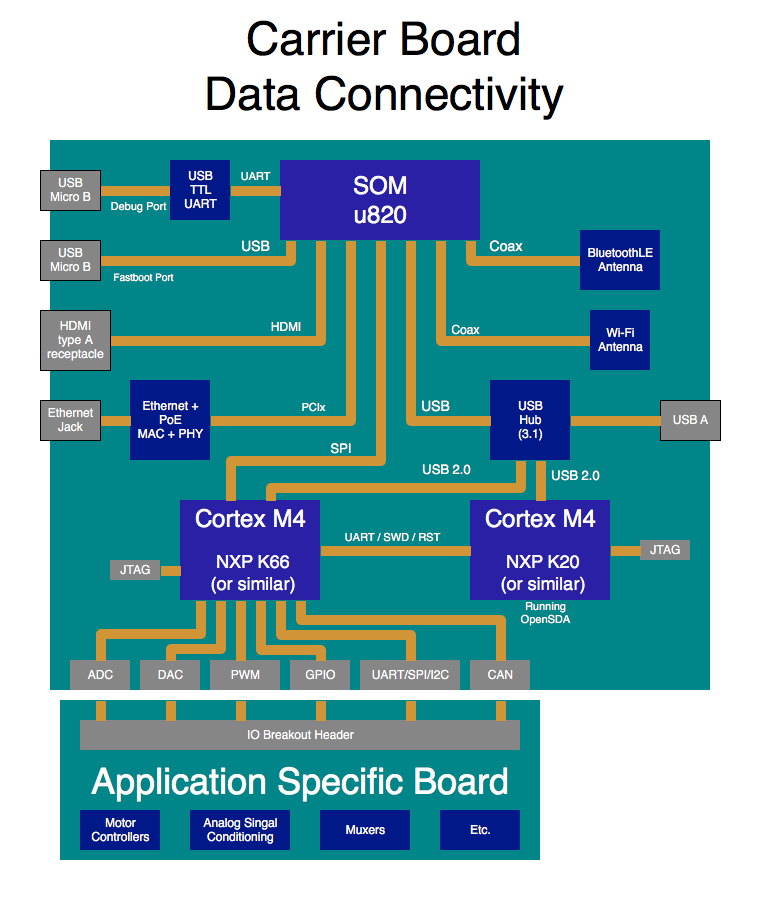 Carrier Board
Data Connectivity
USB
Micro B
Debug Port
USB
TTL
UART
UART
SOM
u820
USB
Micro B
Fastboot Port
USB
Coax
BluetoothLE
Antenna
HDMI
type A
receptacle
HDMI
Coax
Wi-Fi
Antenna
Ethernet
Jack
Ethernet +
PoE
MAC + PHY
PCIx
USB
USB
Hub
(3.1)
USB A
SPI
USB 2.0
USB 2.0
Cortex M4
NXP K66
(or similar)
UART / SWD / RST
Cortex M4
NXP K20
(or similar)
JTAG
JTAG
Running
OpenSDA
ADC
DAC
PWM
GPIO
UART/SPI/I2C
CAN
IO Breakout Header
Application Specific Board
Motor
Controllers
Analog Singal
Conditioning
Muxers
Etc.